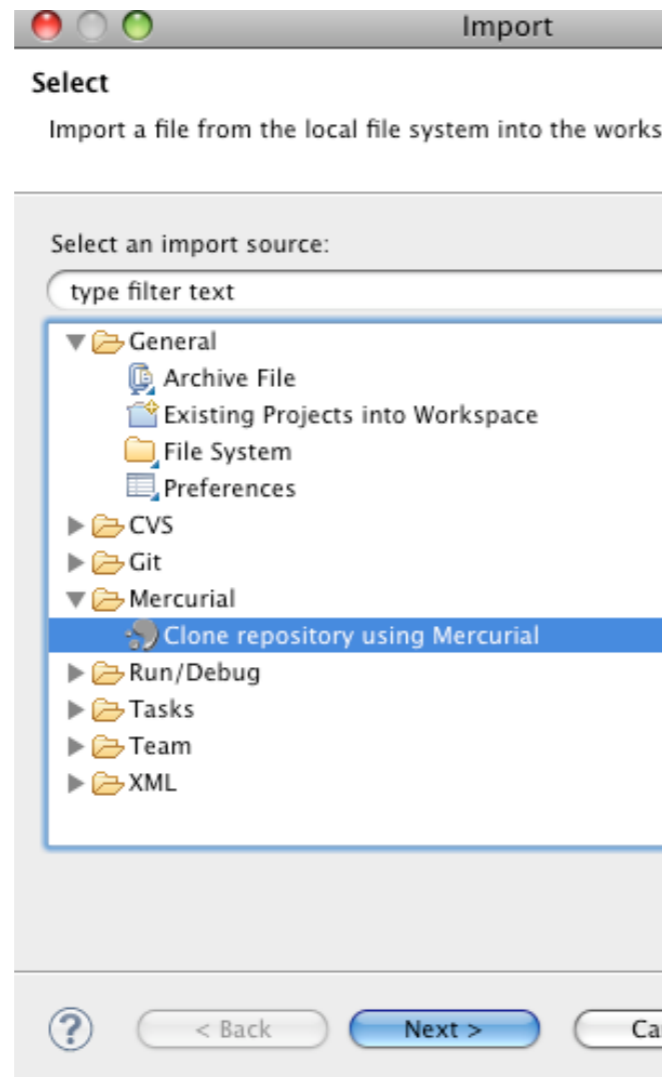 Import
Select
Import a file from the local file system into the works
Select an import source:
type filter text
General
Archive File
Existing Projects into Workspace
File System
Preferences
CVS
Git
Mercurial
Clone repository using Mercurial
Run/Debug
Tasks
Team
XML
? < Back Next > Ca